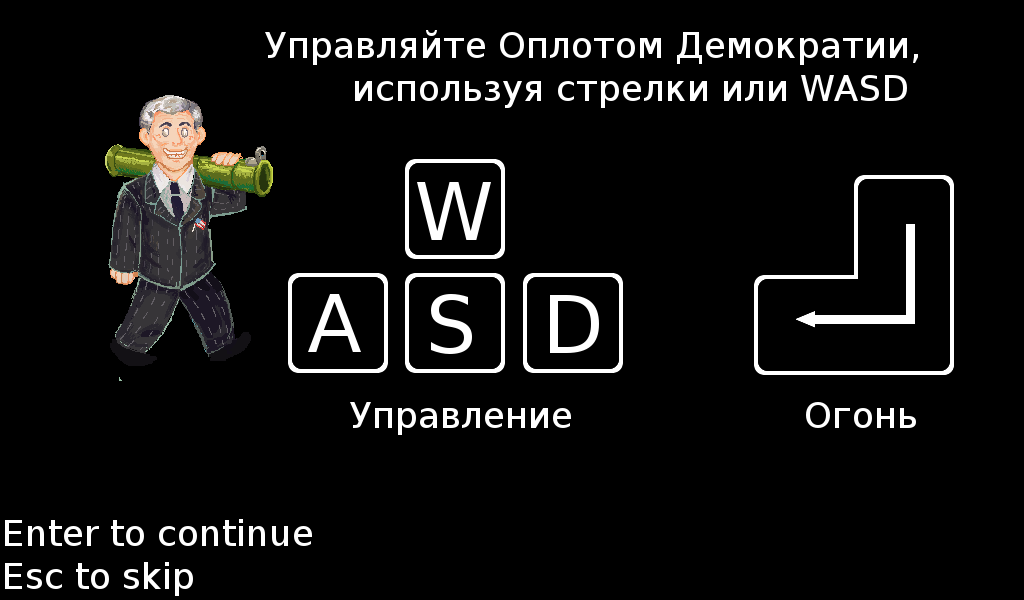 Управляйте Оплотом Демократии,
используя стрелки или WASD
W
A S D
Управление
Огонь
Enter to continue
Esc to skip